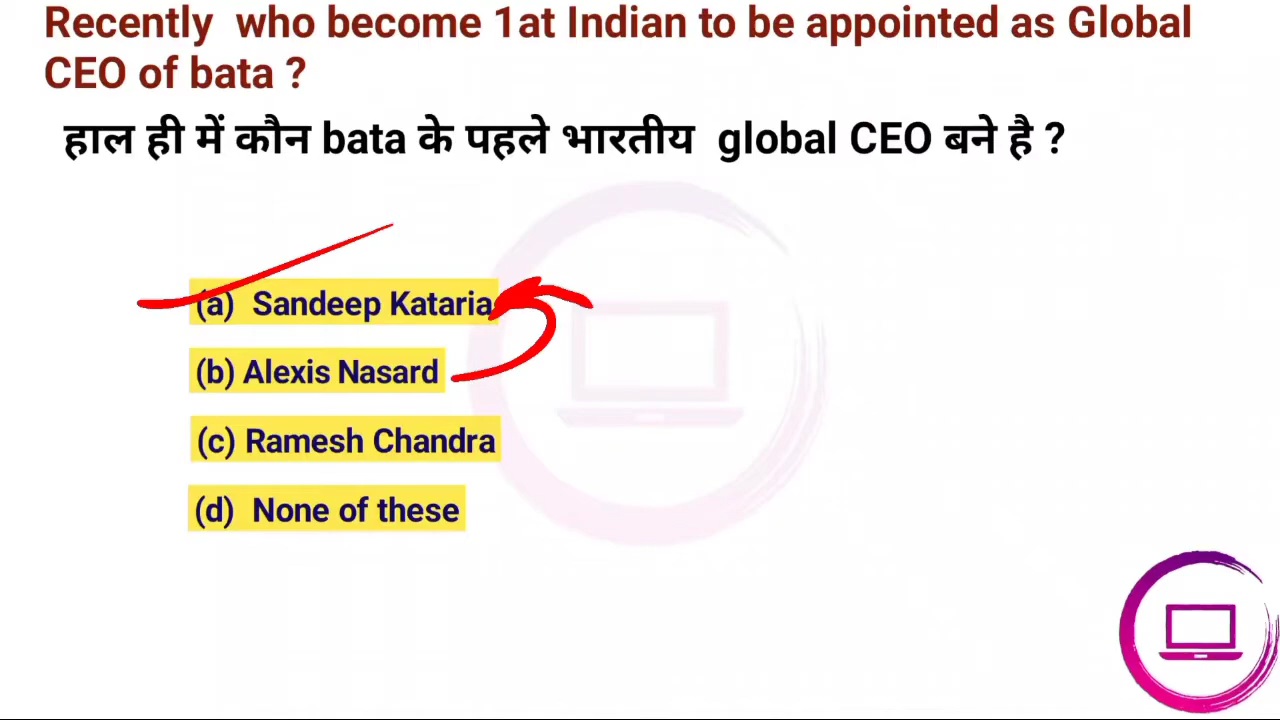 Recently who become 1at Indian to be appointed as Global
CEO of bata ?
हाल ही में कौन bata के पहले भारतीय global CEO बने है ?
(a) Sandeep Kataria
(b) Alexis Nasard
(c) Ramesh Chandra
(d) None of these